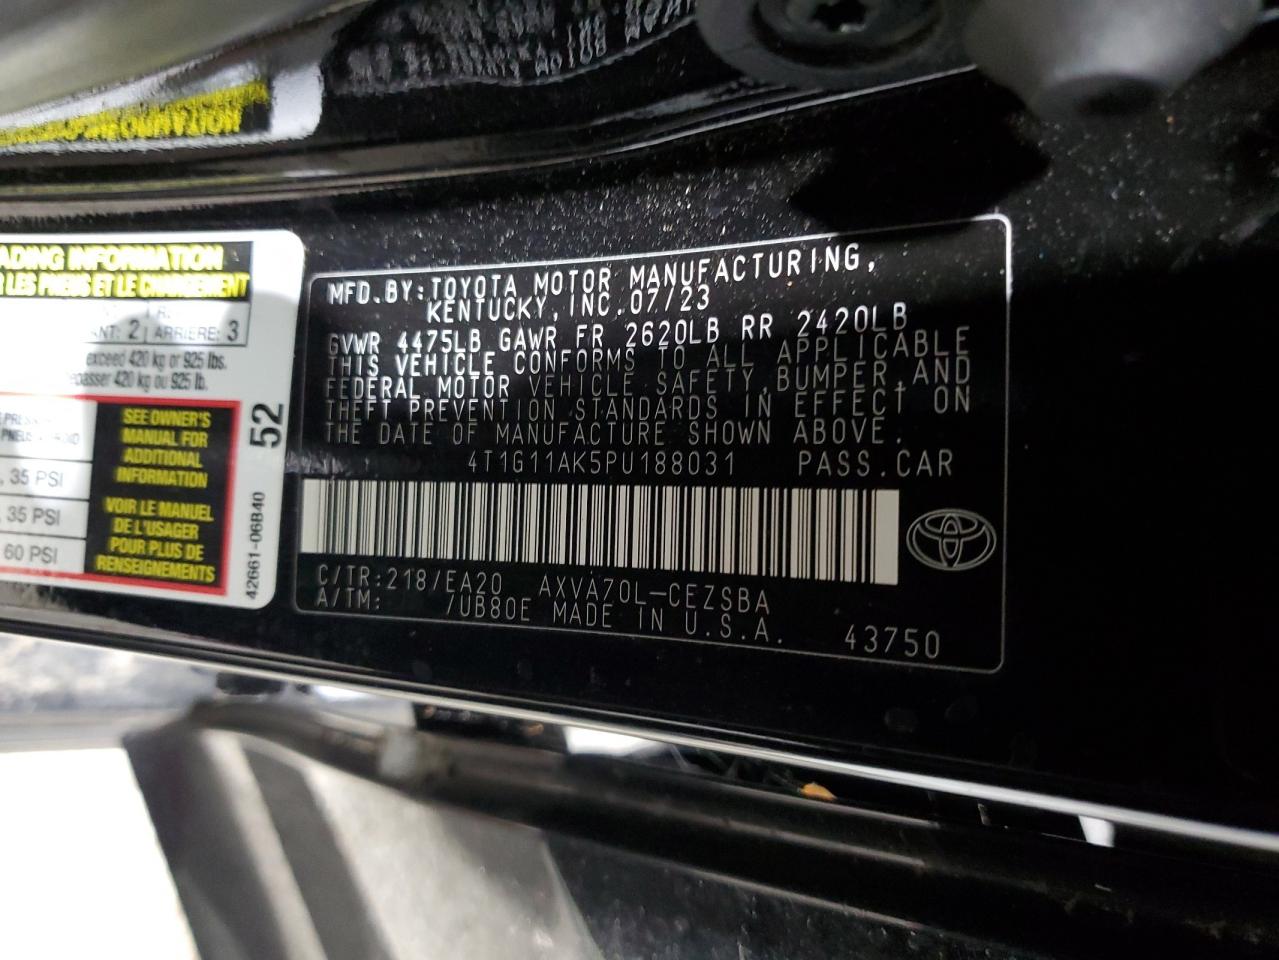 ADING INFORMATION
LES PNEUS ET LE CHARGEMENT
ANT: 2 | ARRIERE: 3
exceed 420 kg or 925 lbs.
passer 420 kg ou 925 lb.
35 PSI
35 PSI
60 PSI
SEE OWNER'S
MANUAL FOR
ADDITIONAL
INFORMATION
VOIR LE MANUEL
DE L'USAGER
POUR PLUS DE
RENSEIGNEMENTS
52
42661-06B40
MFD.BY:TOYOTA MOTOR MANUFACTURING,
KENTUCKY, INC. 07/23
GVWR 4475LB GAWR FR 2620LB RR 2420LB
THIS VEHICLE CONFORMS TO ALL APPLICABLE
FEDERAL MOTOR VEHICLE SAFETY,BUMPER,AND
THEFT PREVENTION STANDARDS IN EFFECT ON
THE DATE OF MANUFACTURE SHOWN ABOVE.
4T1G11AK5PU188031 PASS.CAR
C/TR:218/EA20 AXVA70L-CEZSBA
A/TM: /UB80E MADE IN U.S.A. 43750